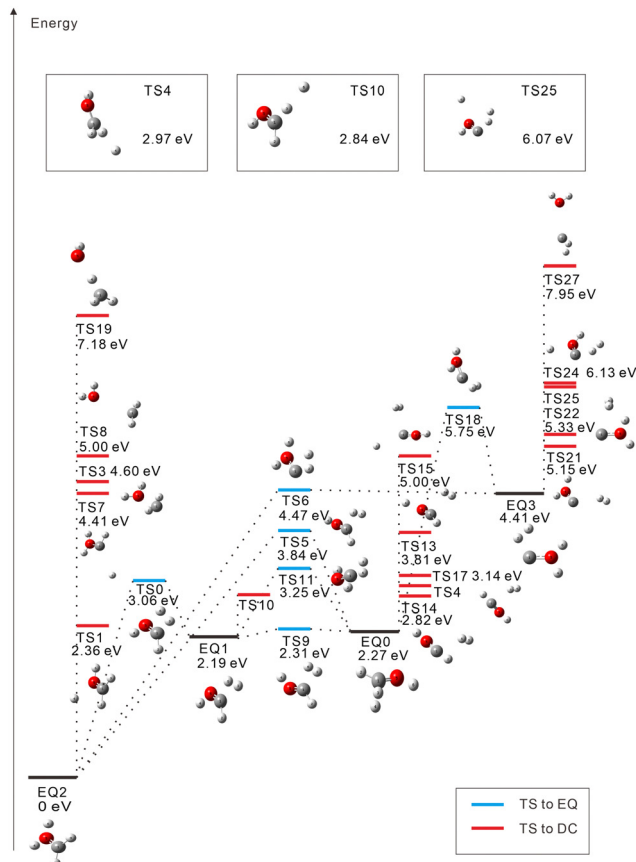 Energy
TS4
2.97 eV
TS10
2.84 eV
TS25
6.07 eV
TS27
7.95 eV
TS19
7.18 eV
TS24 6.13 eV
TS25
TS22
5.33 eV
TS21
5.15 eV
TS18
5.75 eV
TS8
5.00 eV
TS3 4.60 eV
TS7
4.41 eV
TS15
5.00 eV
TS6
4.47 eV
EQ3
4.41 eV
TS5
3.84 eV
TS13
3.81 eV
TS11
3.25 eV
TS17 3.14 eV
TS4
TS14
2.82 eV
TS0
3.06 eV
TS10
TS1
2.36 eV
EQ1
2.19 eV
TS9
2.31 eV
EQ0
2.27 eV
EQ2
0 eV
TS to EQ
TS to DC